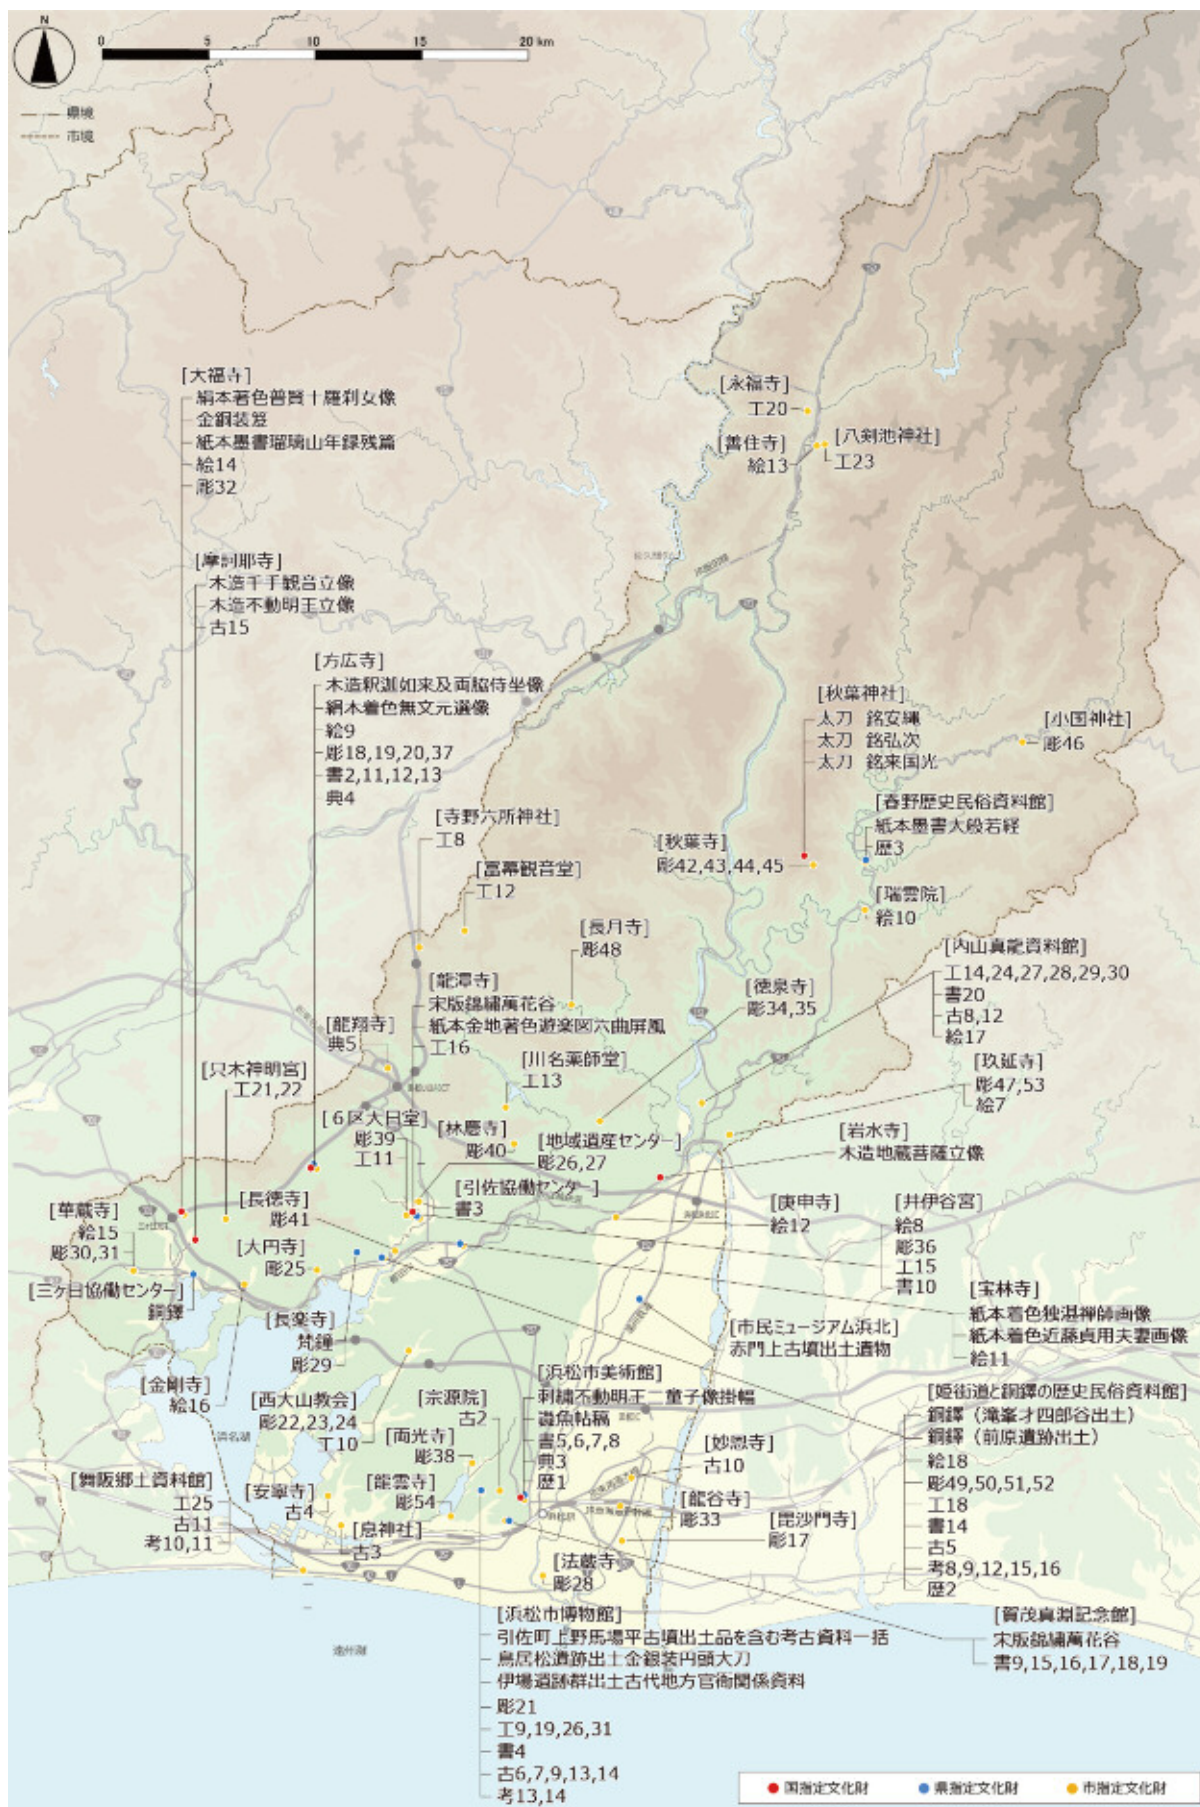 N
0 5 10 15 20 km
県境
市境
[大福寺]
絹本著色普賢十羅刹女像
金銅装笈
紙本墨書瑠璃山年録残篇
絵14
彫32
[摩訶耶寺]
木造千手観音立像
木造不動明王立像
古15
[方広寺]
木造釈迦如来及両脇侍坐像
絹本着色無文元選像
絵9
彫18,19,20,37
書2,11,12,13
典4
[永福寺]
工20
[善住寺]
絵13
[八剣池神社]
工23
[秋葉神社]
太刀 銘安縄
太刀 銘弘次
太刀 銘来国光
[小国神社]
彫46
[春野歴史民俗資料館]
紙本墨書大般若経
歴3
[秋葉寺]
彫42,43,44,45
[瑞雲院]
絵10
[寺野六所神社]
工8
[富幕観音堂]
工12
[長月寺]
彫48
[内山真龍資料館]
工14,24,27,28,29,30
書20
古8,12
絵17
[徳泉寺]
彫34,35
[龍潭寺]
宋版錦繡萬花谷
紙本金地著色遊楽図六曲屏風
工16
[龍翔寺]
典5
[川名薬師堂]
工13
[只木神明宮]
工21,22
[玖延寺]
彫47,53
絵7
[6区大日堂]
彫39
工11
[林慶寺]
彫40
[地域遺産センター]
彫26,27
[岩水寺]
木造地蔵菩薩立像
[引佐協働センター]
書3
[長徳寺]
彫41
[華蔵寺]
絵15
彫30,31
[庚申寺]
絵12
[井伊谷宮]
絵8
彫36
工15
書10
[大円寺]
彫25
[三ヶ日協働センター]
銅鐸
[宝林寺]
紙本着色独湛禅師画像
紙本着色近藤貞用夫妻画像
絵11
[長楽寺]
梵鐘
彫29
[市民ミュージアム浜北]
赤門上古墳出土遺物
[金剛寺]
絵16
[西大山教会]
彫22,23,24
工10
[宗源院]
古2
[浜松市美術館]
刺繍不動明王二童子像掛幅
蟲魚帖稿
書5,6,7,8
典3
歴1
[姫街道と銅鐸の歴史民俗資料館]
銅鐸（滝峯才四郎谷出土）
銅鐸（前原遺跡出土）
絵18
彫49,50,51,52
工18
書14
古5
考8,9,12,15,16
歴2
浜名湖
[両光寺]
彫38
[妙恩寺]
古10
[舞阪郷土資料館]
工25
古11
考10,11
[安寧寺]
古4
[龍雲寺]
彫54
[龍谷寺]
彫33
[息神社]
古3
[毘沙門寺]
彫17
[法蔵寺]
彫28
[浜松市博物館]
引佐町上野馬場平古墳出土品を含む考古資料一括
鳥居松遺跡出土金銀装円頭大刀
伊場遺跡群出土古代地方官衙関係資料
彫21
工9,19,26,31
書4
古6,7,9,13,14
考13,14
[賀茂真淵記念館]
宋版錦繡萬花谷
書9,15,16,17,18,19
遠州灘
国指定文化財 県指定文化財 市指定文化財